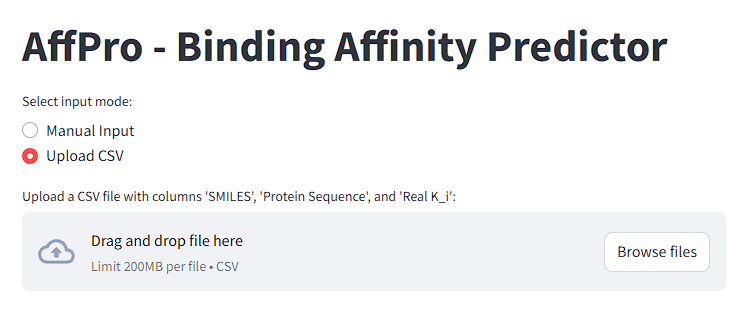 AffPro - Binding Affinity Predictor
Select input mode:
Manual Input
Upload CSV
Upload a CSV file with columns 'SMILES', 'Protein Sequence', and 'Real K_i':
Drag and drop file here
Limit 200MB per file • CSV
Browse files